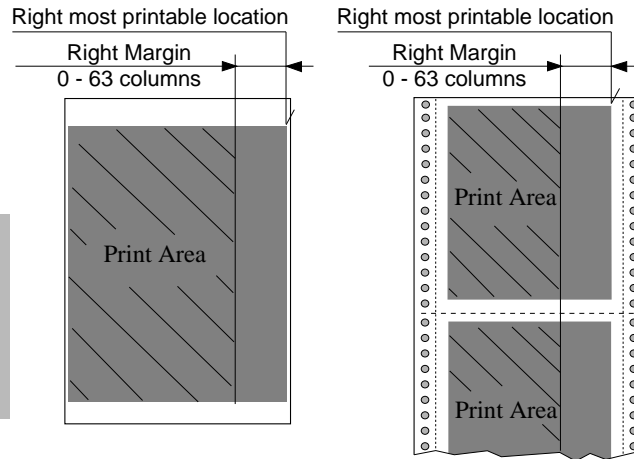 Right most printable location
Right Margin
0 - 63 columns
Print Area
Right most printable location
Right Margin
0 - 63 columns
Print Area
Print Area